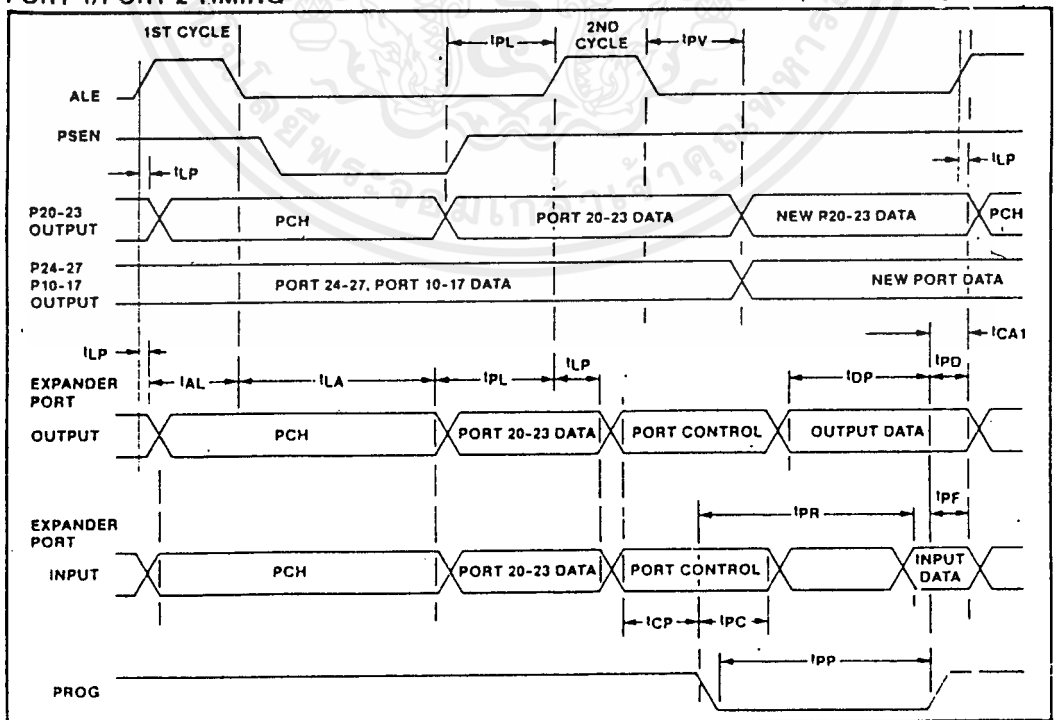 PORT 1/PORT 2 TIMING
1ST CYCLE
2ND CYCLE
tPL
tPV
ALE
PSEN
tLP
tLP
P20-23
OUTPUT
PCH
PORT 20-23 DATA
NEW P20-23 DATA
PCH
P24-27
P10-17
OUTPUT
PORT 24-27, PORT 10-17 DATA
NEW PORT DATA
tCA1
tLP
tAL
tLA
tPL
tLP
tDP
tPD
EXPANDER
PORT
OUTPUT
PCH
PORT 20-23 DATA
PORT CONTROL
OUTPUT DATA
tPR
tPF
EXPANDER
PORT
INPUT
PCH
PORT 20-23 DATA
PORT CONTROL
INPUT
DATA
tCP
tPC
tPP
PROG